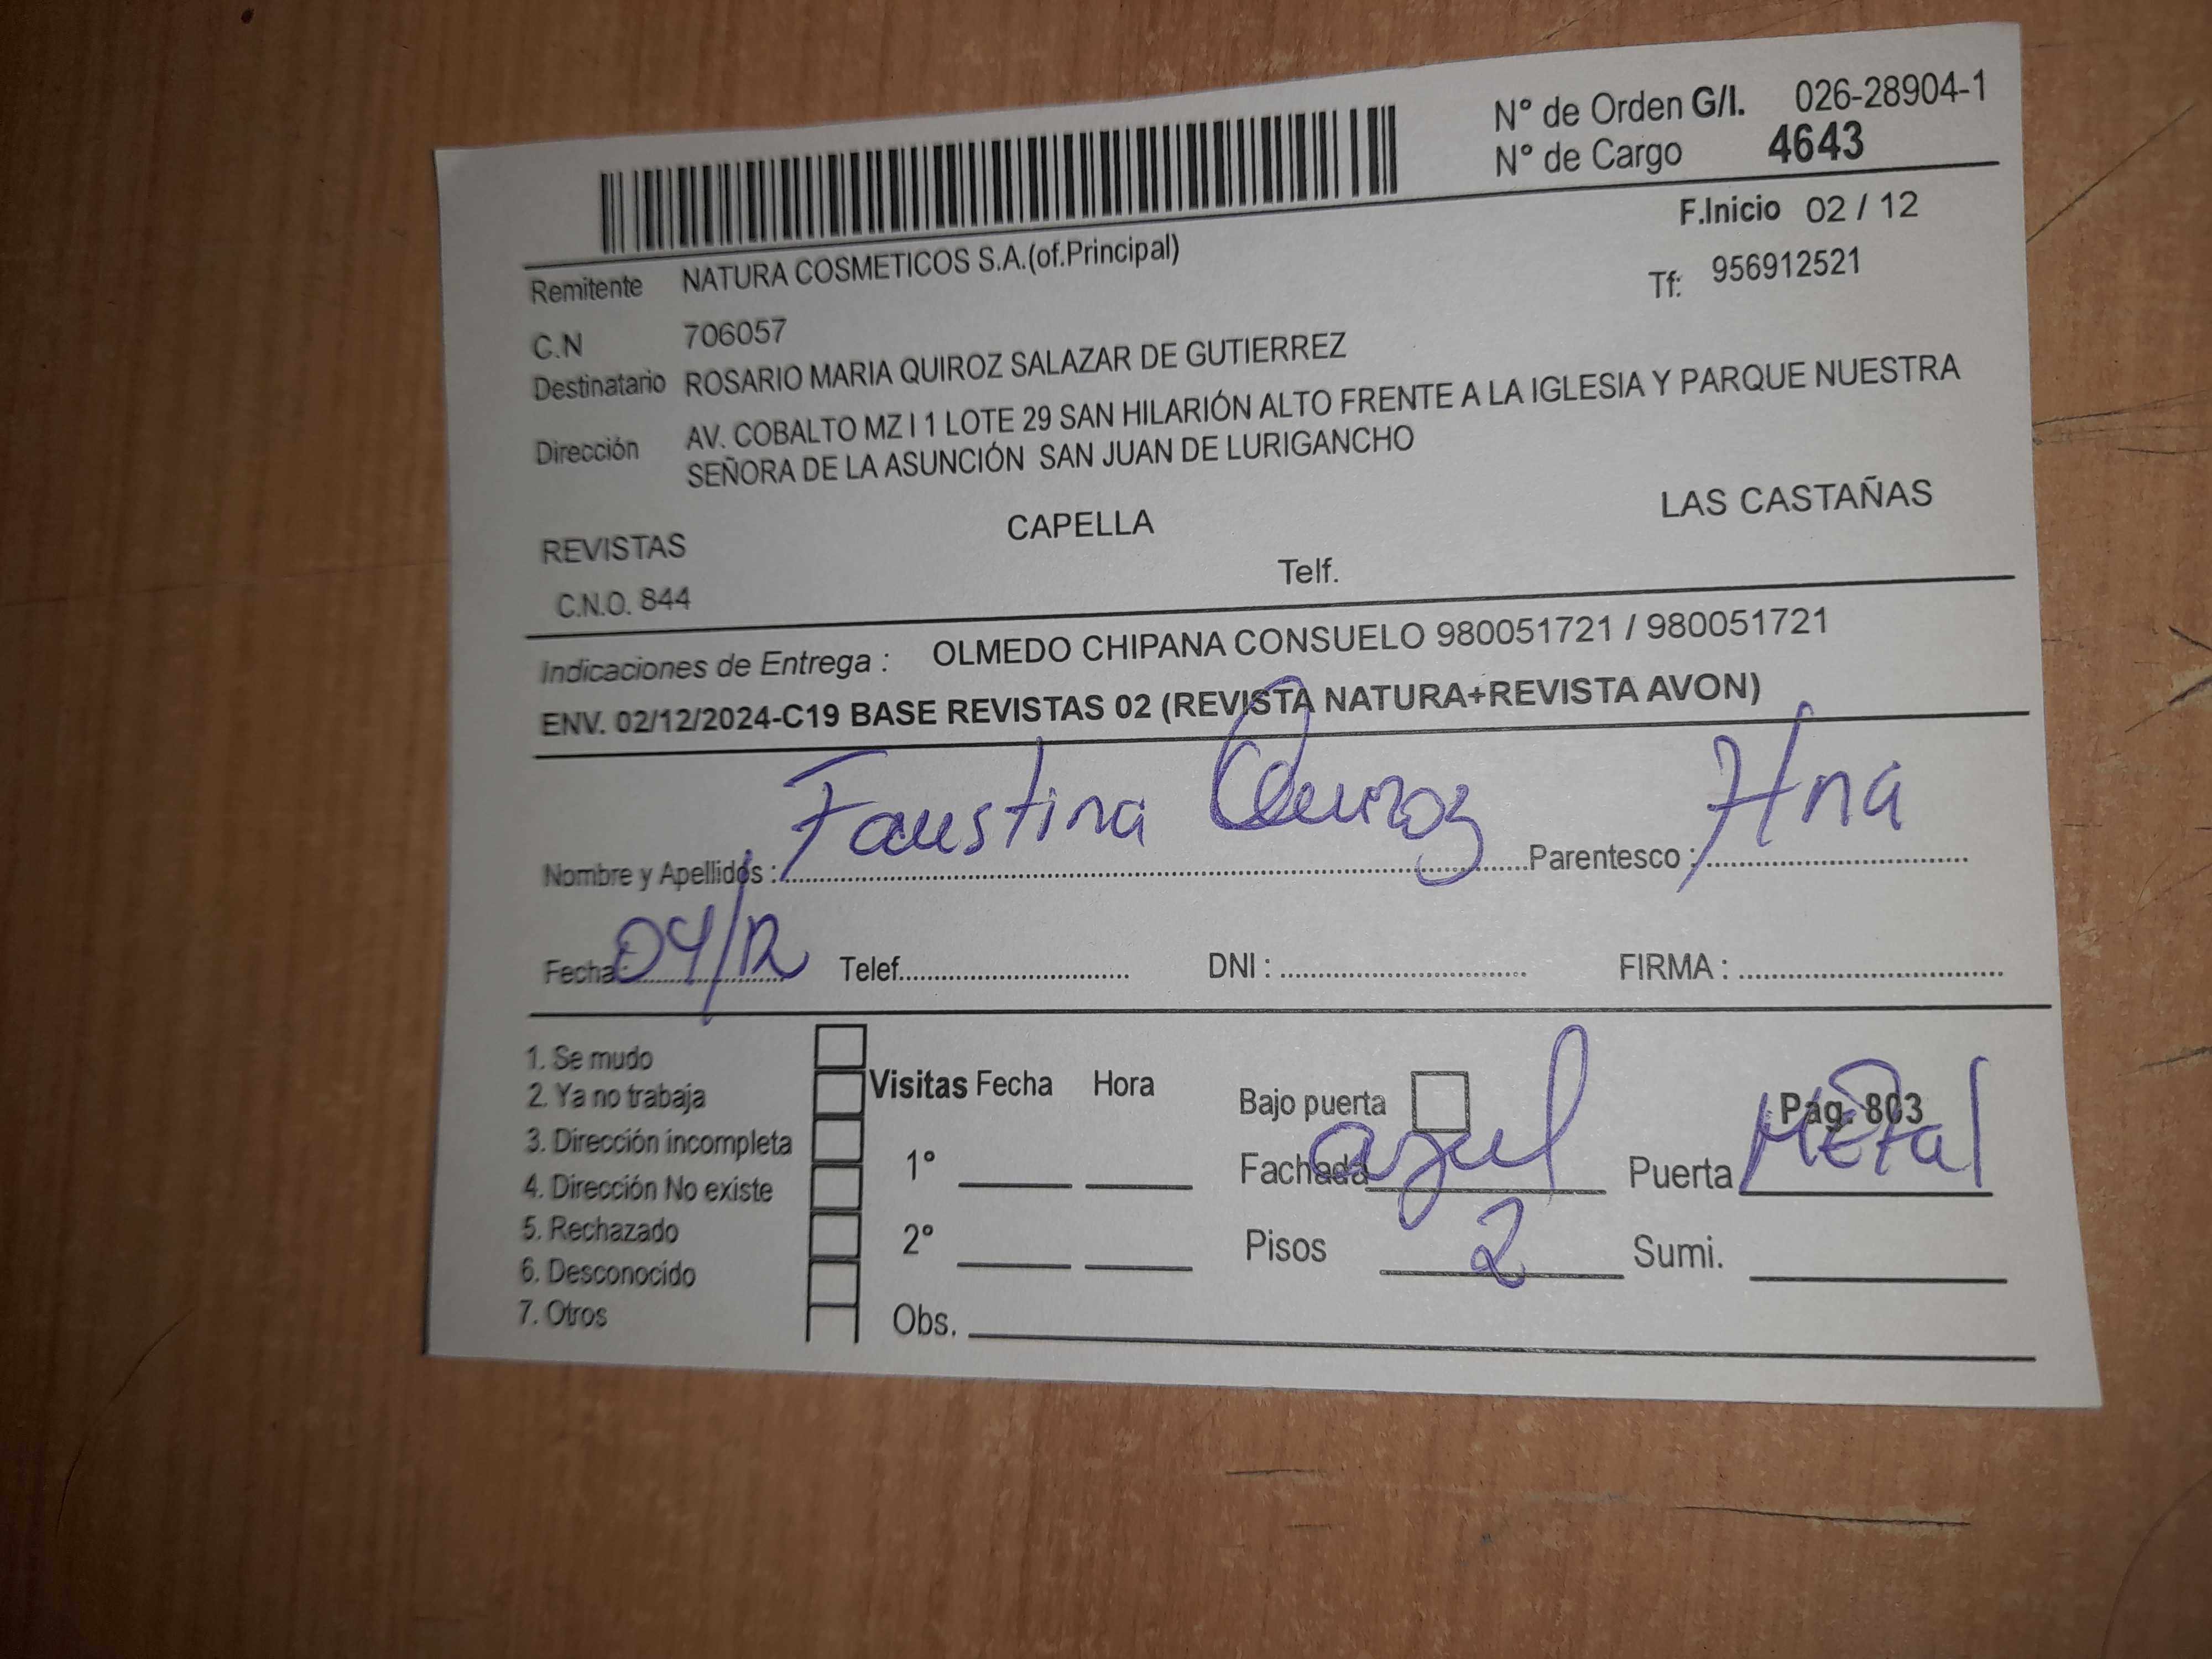 N° de Orden G/I. 026-28904-1
N° de Cargo 4643
F.Inicio 02 / 12
Remitente NATURA COSMETICOS S.A.(of.Principal)
Tf: 956912521
C.N 706057
Destinatario ROSARIO MARIA QUIROZ SALAZAR DE GUTIERREZ
Dirección AV. COBALTO MZ I 1 LOTE 29 SAN HILARIÓN ALTO FRENTE A LA IGLESIA Y PARQUE NUESTRA
SEÑORA DE LA ASUNCIÓN SAN JUAN DE LURIGANCHO
REVISTAS CAPELLA LAS CASTAÑAS
C.N.O. 844 Telf.
Indicaciones de Entrega : OLMEDO CHIPANA CONSUELO 980051721 / 980051721
ENV. 02/12/2024-C19 BASE REVISTAS 02 (REVISTA NATURA+REVISTA AVON)
Nombre y Apellidos : Faustina Quiroz Parentesco : Hna
Fecha: 04/12 Telef. DNI : FIRMA :
1. Se mudo
2. Ya no trabaja
3. Dirección incompleta
4. Dirección No existe
5. Rechazado
6. Desconocido
7. Otros
Visitas Fecha Hora
1°
2°
Obs.
Bajo puerta Pag. 803
Fachada azul Puerta Metal
Pisos 2 Sumi.